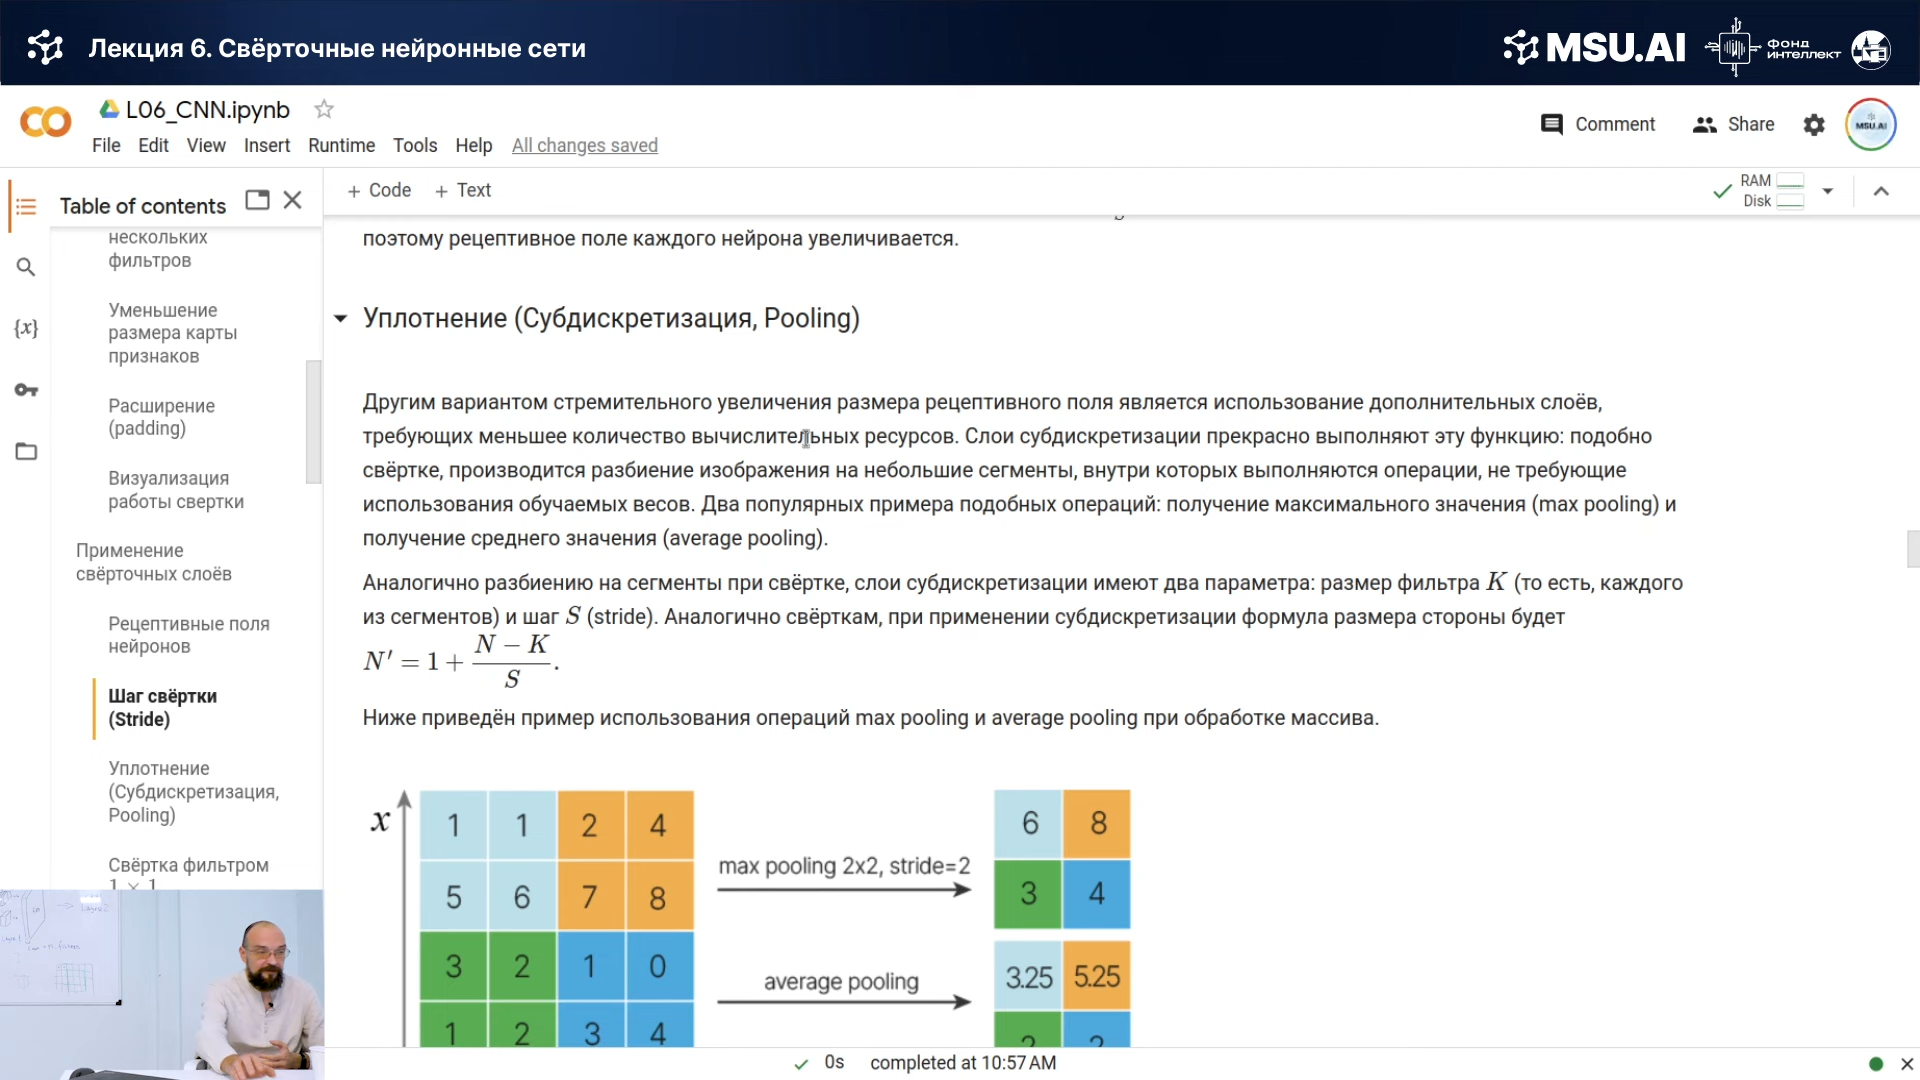 Лекция 6. Свёрточные нейронные сети
MSU.AI
ФОНД
ИНТЕЛЛЕКТ
L06_CNN.ipynb
File Edit View Insert Runtime Tools Help All changes saved
Comment
Share
MSU.AI
Table of contents
+ Code + Text
RAM
Disk
нескольких
фильтров
Уменьшение
размера карты
признаков
Расширение
(padding)
Визуализация
работы свертки
Применение
свёрточных слоёв
Рецептивные поля
нейронов
Шаг свёртки
(Stride)
Уплотнение
(Субдискретизация,
Pooling)
Свёртка фильтром
1 × 1
{x}
поэтому рецептивное поле каждого нейрона увеличивается.
Уплотнение (Субдискретизация, Pooling)
Другим вариантом стремительного увеличения размера рецептивного поля является использование дополнительных слоёв,
требующих меньшее количество вычислительных ресурсов. Слои субдискретизации прекрасно выполняют эту функцию: подобно
свёртке, производится разбиение изображения на небольшие сегменты, внутри которых выполняются операции, не требующие
использования обучаемых весов. Два популярных примера подобных операций: получение максимального значения (max pooling) и
получение среднего значения (average pooling).
Аналогично разбиению на сегменты при свёртке, слои субдискретизации имеют два параметра: размер фильтра K (то есть, каждого
из сегментов) и шаг S (stride). Аналогично свёрткам, при применении субдискретизации формула размера стороны будет
N′ = 1 + (N − K)/S.
Ниже приведён пример использования операций max pooling и average pooling при обработке массива.
x
1 1 2 4
5 6 7 8
3 2 1 0
1 2 3 4
max pooling 2x2, stride=2
6 8
3 4
average pooling
3.25 5.25
2 2
0s completed at 10:57 AM